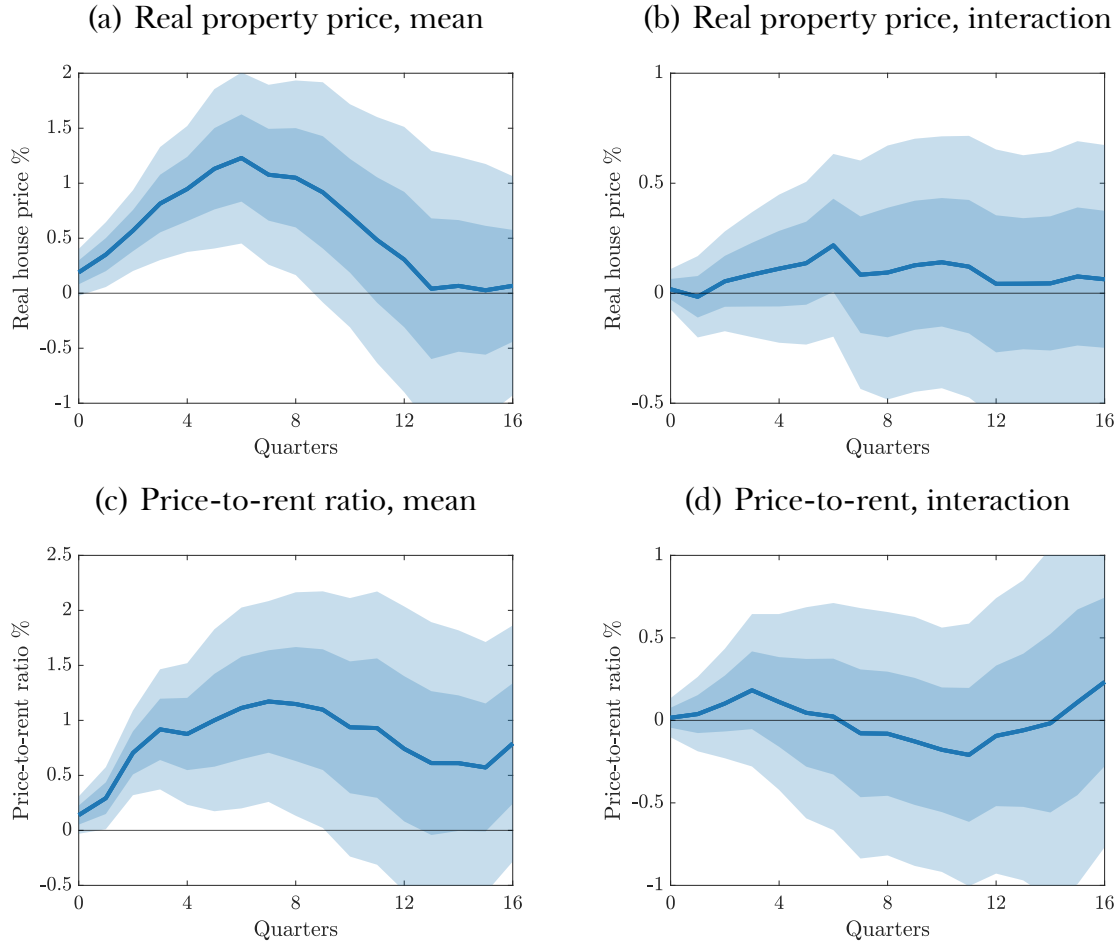 (a) Real property price, mean
Real house price %
2
1.5
1
0.5
0
-0.5
-1
0 4 8 12 16
Quarters
(b) Real property price, interaction
Real house price %
1
0.5
0
-0.5
0 4 8 12 16
Quarters
(c) Price-to-rent ratio, mean
Price-to-rent ratio %
2.5
2
1.5
1
0.5
0
-0.5
0 4 8 12 16
Quarters
(d) Price-to-rent, interaction
Price-to-rent ratio %
1
0.5
0
-0.5
-1
0 4 8 12 16
Quarters